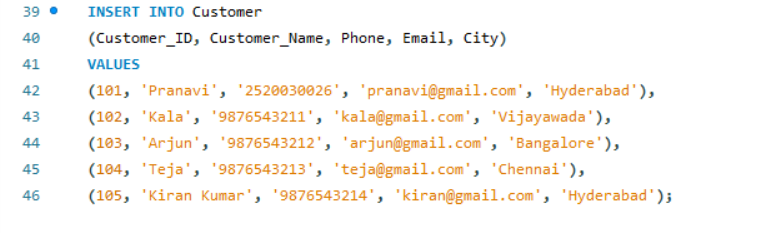 39 INSERT INTO Customer
40 (Customer_ID, Customer_Name, Phone, Email, City)
41 VALUES
42 (101, 'Pranavi', '2520030026', 'pranavi@gmail.com', 'Hyderabad'),
43 (102, 'Kala', '9876543211', 'kala@gmail.com', 'Vijayawada'),
44 (103, 'Arjun', '9876543212', 'arjun@gmail.com', 'Bangalore'),
45 (104, 'Teja', '9876543213', 'teja@gmail.com', 'Chennai'),
46 (105, 'Kiran Kumar', '9876543214', 'kiran@gmail.com', 'Hyderabad');